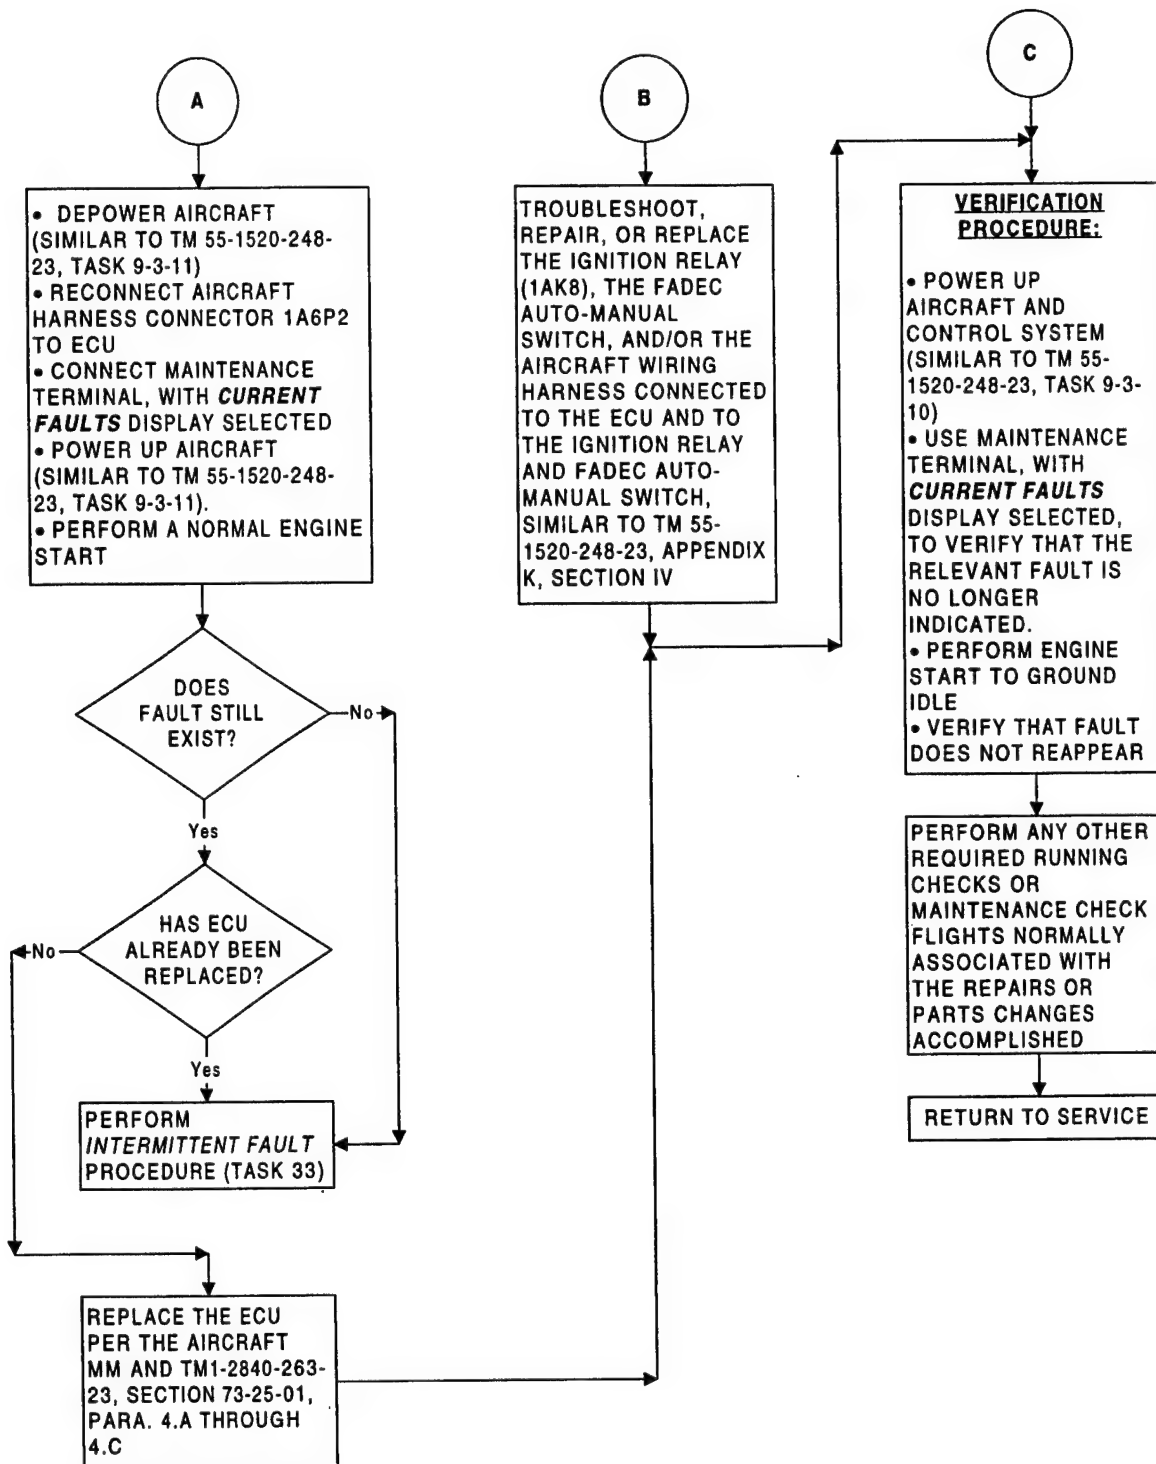 A
• DEPOWER AIRCRAFT
(SIMILAR TO TM 55-1520-248-
23, TASK 9-3-11)
• RECONNECT AIRCRAFT
HARNESS CONNECTOR 1A6P2
TO ECU
• CONNECT MAINTENANCE
TERMINAL, WITH CURRENT
FAULTS DISPLAY SELECTED
• POWER UP AIRCRAFT
(SIMILAR TO TM 55-1520-248-
23, TASK 9-3-11).
• PERFORM A NORMAL ENGINE
START
DOES
FAULT STILL
EXIST?
No
Yes
HAS ECU
ALREADY BEEN
REPLACED?
No
Yes
PERFORM
INTERMITTENT FAULT
PROCEDURE (TASK 33)
REPLACE THE ECU
PER THE AIRCRAFT
MM AND TM1-2840-263-
23, SECTION 73-25-01,
PARA. 4.A THROUGH
4.C
B
TROUBLESHOOT,
REPAIR, OR REPLACE
THE IGNITION RELAY
(1AK8), THE FADEC
AUTO-MANUAL
SWITCH, AND/OR THE
AIRCRAFT WIRING
HARNESS CONNECTED
TO THE ECU AND TO
THE IGNITION RELAY
AND FADEC AUTO-
MANUAL SWITCH,
SIMILAR TO TM 55-
1520-248-23, APPENDIX
K, SECTION IV
C
VERIFICATION
PROCEDURE:
• POWER UP
AIRCRAFT AND
CONTROL SYSTEM
(SIMILAR TO TM 55-
1520-248-23, TASK 9-3-
10)
• USE MAINTENANCE
TERMINAL, WITH
CURRENT FAULTS
DISPLAY SELECTED,
TO VERIFY THAT THE
RELEVANT FAULT IS
NO LONGER
INDICATED.
• PERFORM ENGINE
START TO GROUND
IDLE
• VERIFY THAT FAULT
DOES NOT REAPPEAR
PERFORM ANY OTHER
REQUIRED RUNNING
CHECKS OR
MAINTENANCE CHECK
FLIGHTS NORMALLY
ASSOCIATED WITH
THE REPAIRS OR
PARTS CHANGES
ACCOMPLISHED
RETURN TO SERVICE